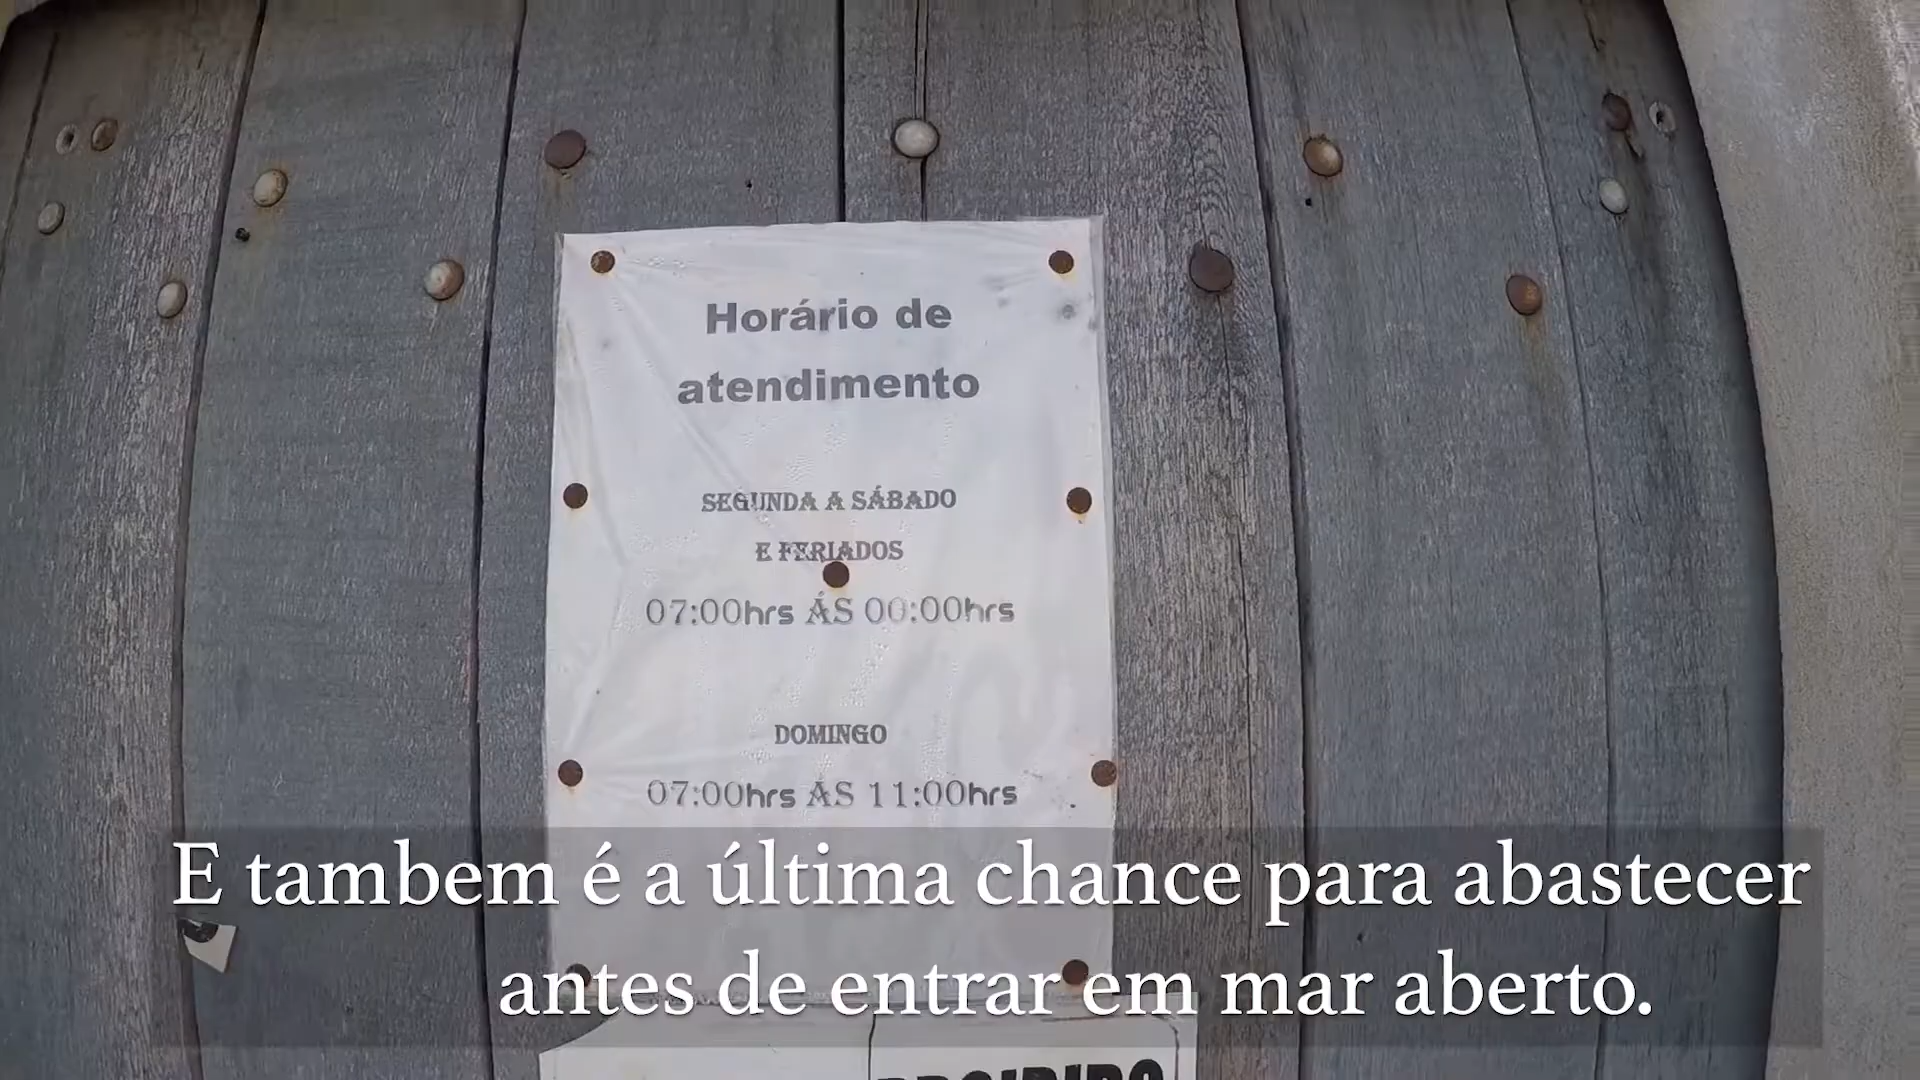 Horário de
atendimento
SEGUNDA A SÁBADO
E FERIADOS
07:00hrs ÁS 00:00hrs
DOMINGO
07:00hrs ÁS 11:00hrs
E tambem é a última chance para abastecer
antes de entrar em mar aberto.